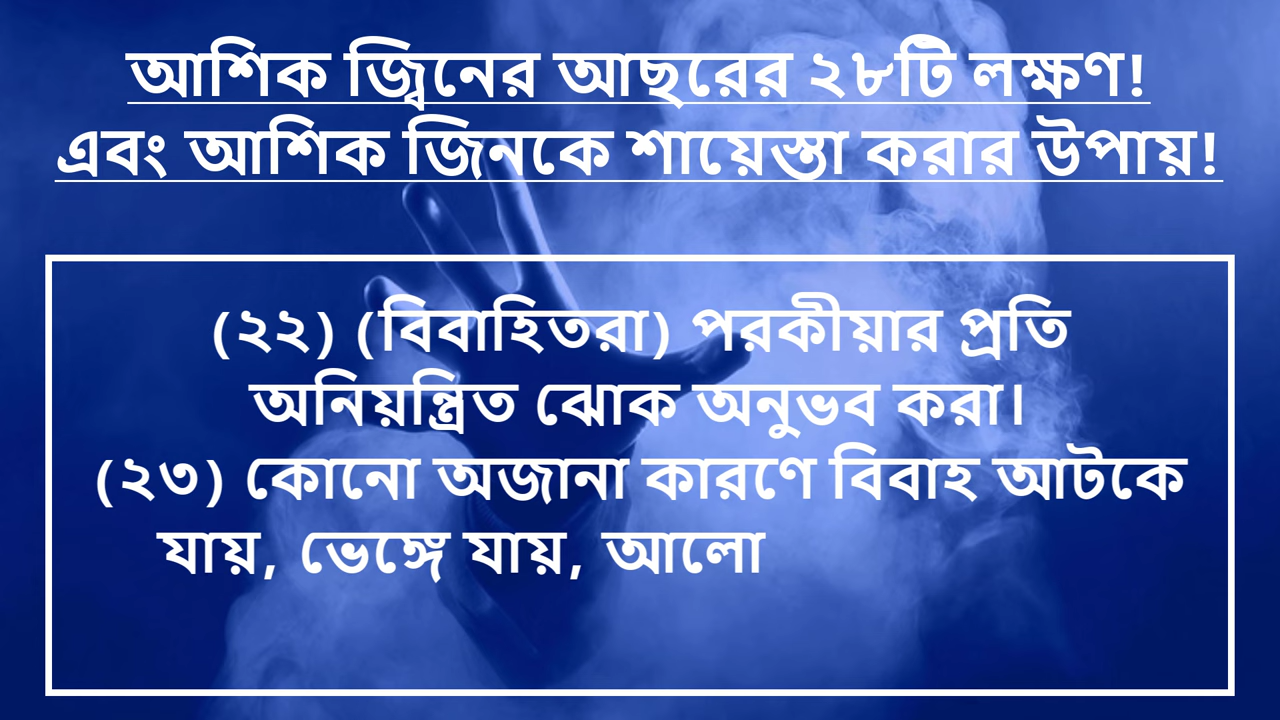 আশিক জ্বিনের আছরের ২৮টি লক্ষণ!
এবং আশিক জিনকে শায়েস্তা করার উপায়!
(২২) (বিবাহিতরা) পরকীয়ার প্রতি
অনিয়ন্ত্রিত ঝোক অনুভব করা।
(২৩) কোনো অজানা কারণে বিবাহ আটকে
যায়, ভেঙ্গে যায়, আলো